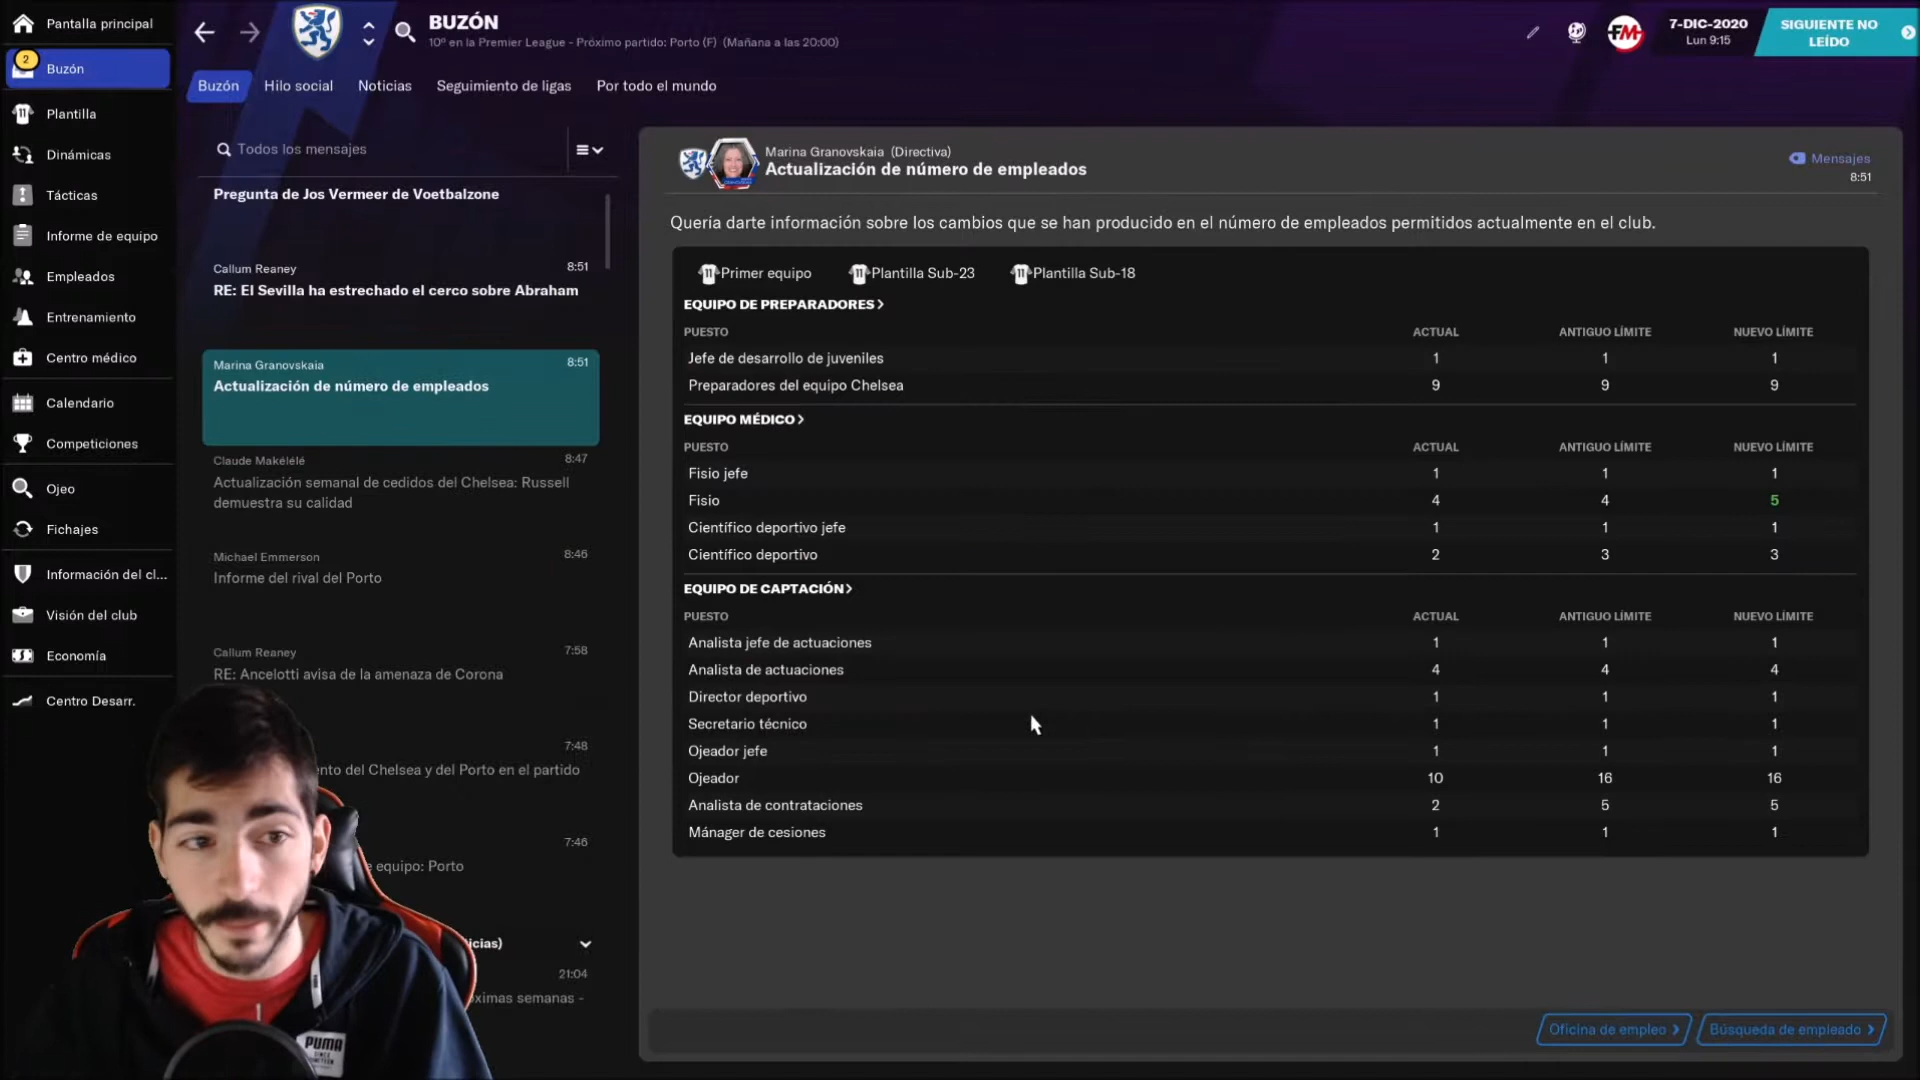 Pantalla principal
2
Buzón
Plantilla
Dinámicas
Tácticas
Informe de equipo
Empleados
Entrenamiento
Centro médico
Calendario
Competiciones
Ojeo
Fichajes
Información del cl...
Visión del club
Economía
Centro Desarr.
BUZÓN
10º en la Premier League - Próximo partido: Porto (F) (Mañana a las 20:00)
FM
7-DIC-2020
Lun 9:15
SIGUIENTE NO
LEÍDO
Buzón
Hilo social
Noticias
Seguimiento de ligas
Por todo el mundo
Todos los mensajes
Pregunta de Jos Vermeer de Voetbalzone
Callum Reaney 8:51
RE: El Sevilla ha estrechado el cerco sobre Abraham
Marina Granovskaia 8:51
Actualización de número de empleados
Claude Makélélé 8:47
Actualización semanal de cedidos del Chelsea: Russell
demuestra su calidad
Michael Emmerson 8:46
Informe del rival del Porto
Callum Reaney 7:58
RE: Ancelotti avisa de la amenaza de Corona
7:48
nto del Chelsea y del Porto en el partido
7:46
equipo: Porto
icias)
21:04
óximas semanas -
PUMA
Marina Granovskaia (Directiva)
Actualización de número de empleados
Mensajes
8:51
Quería darte información sobre los cambios que se han producido en el número de empleados permitidos actualmente en el club.
11 Primer equipo 11 Plantilla Sub-23 11 Plantilla Sub-18
EQUIPO DE PREPARADORES >
PUESTO ACTUAL ANTIGUO LÍMITE NUEVO LÍMITE
Jefe de desarrollo de juveniles 1 1 1
Preparadores del equipo Chelsea 9 9 9
EQUIPO MÉDICO >
PUESTO ACTUAL ANTIGUO LÍMITE NUEVO LÍMITE
Fisio jefe 1 1 1
Fisio 4 4 5
Científico deportivo jefe 1 1 1
Científico deportivo 2 3 3
EQUIPO DE CAPTACIÓN >
PUESTO ACTUAL ANTIGUO LÍMITE NUEVO LÍMITE
Analista jefe de actuaciones 1 1 1
Analista de actuaciones 4 4 4
Director deportivo 1 1 1
Secretario técnico 1 1 1
Ojeador jefe 1 1 1
Ojeador 10 16 16
Analista de contrataciones 2 5 5
Mánager de cesiones 1 1 1
Oficina de empleo >
Búsqueda de empleado >